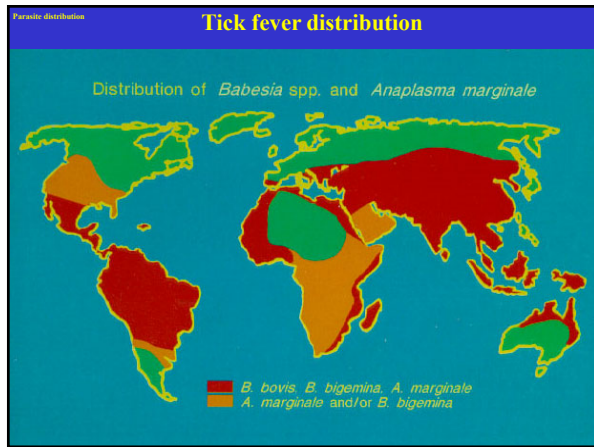 Parasite distribution
Tick fever distribution
Distribution of Babesia spp. and Anaplasma marginale
B. bovis. B. bigemina. A. marginale
A. marginale and/or B. bigemina